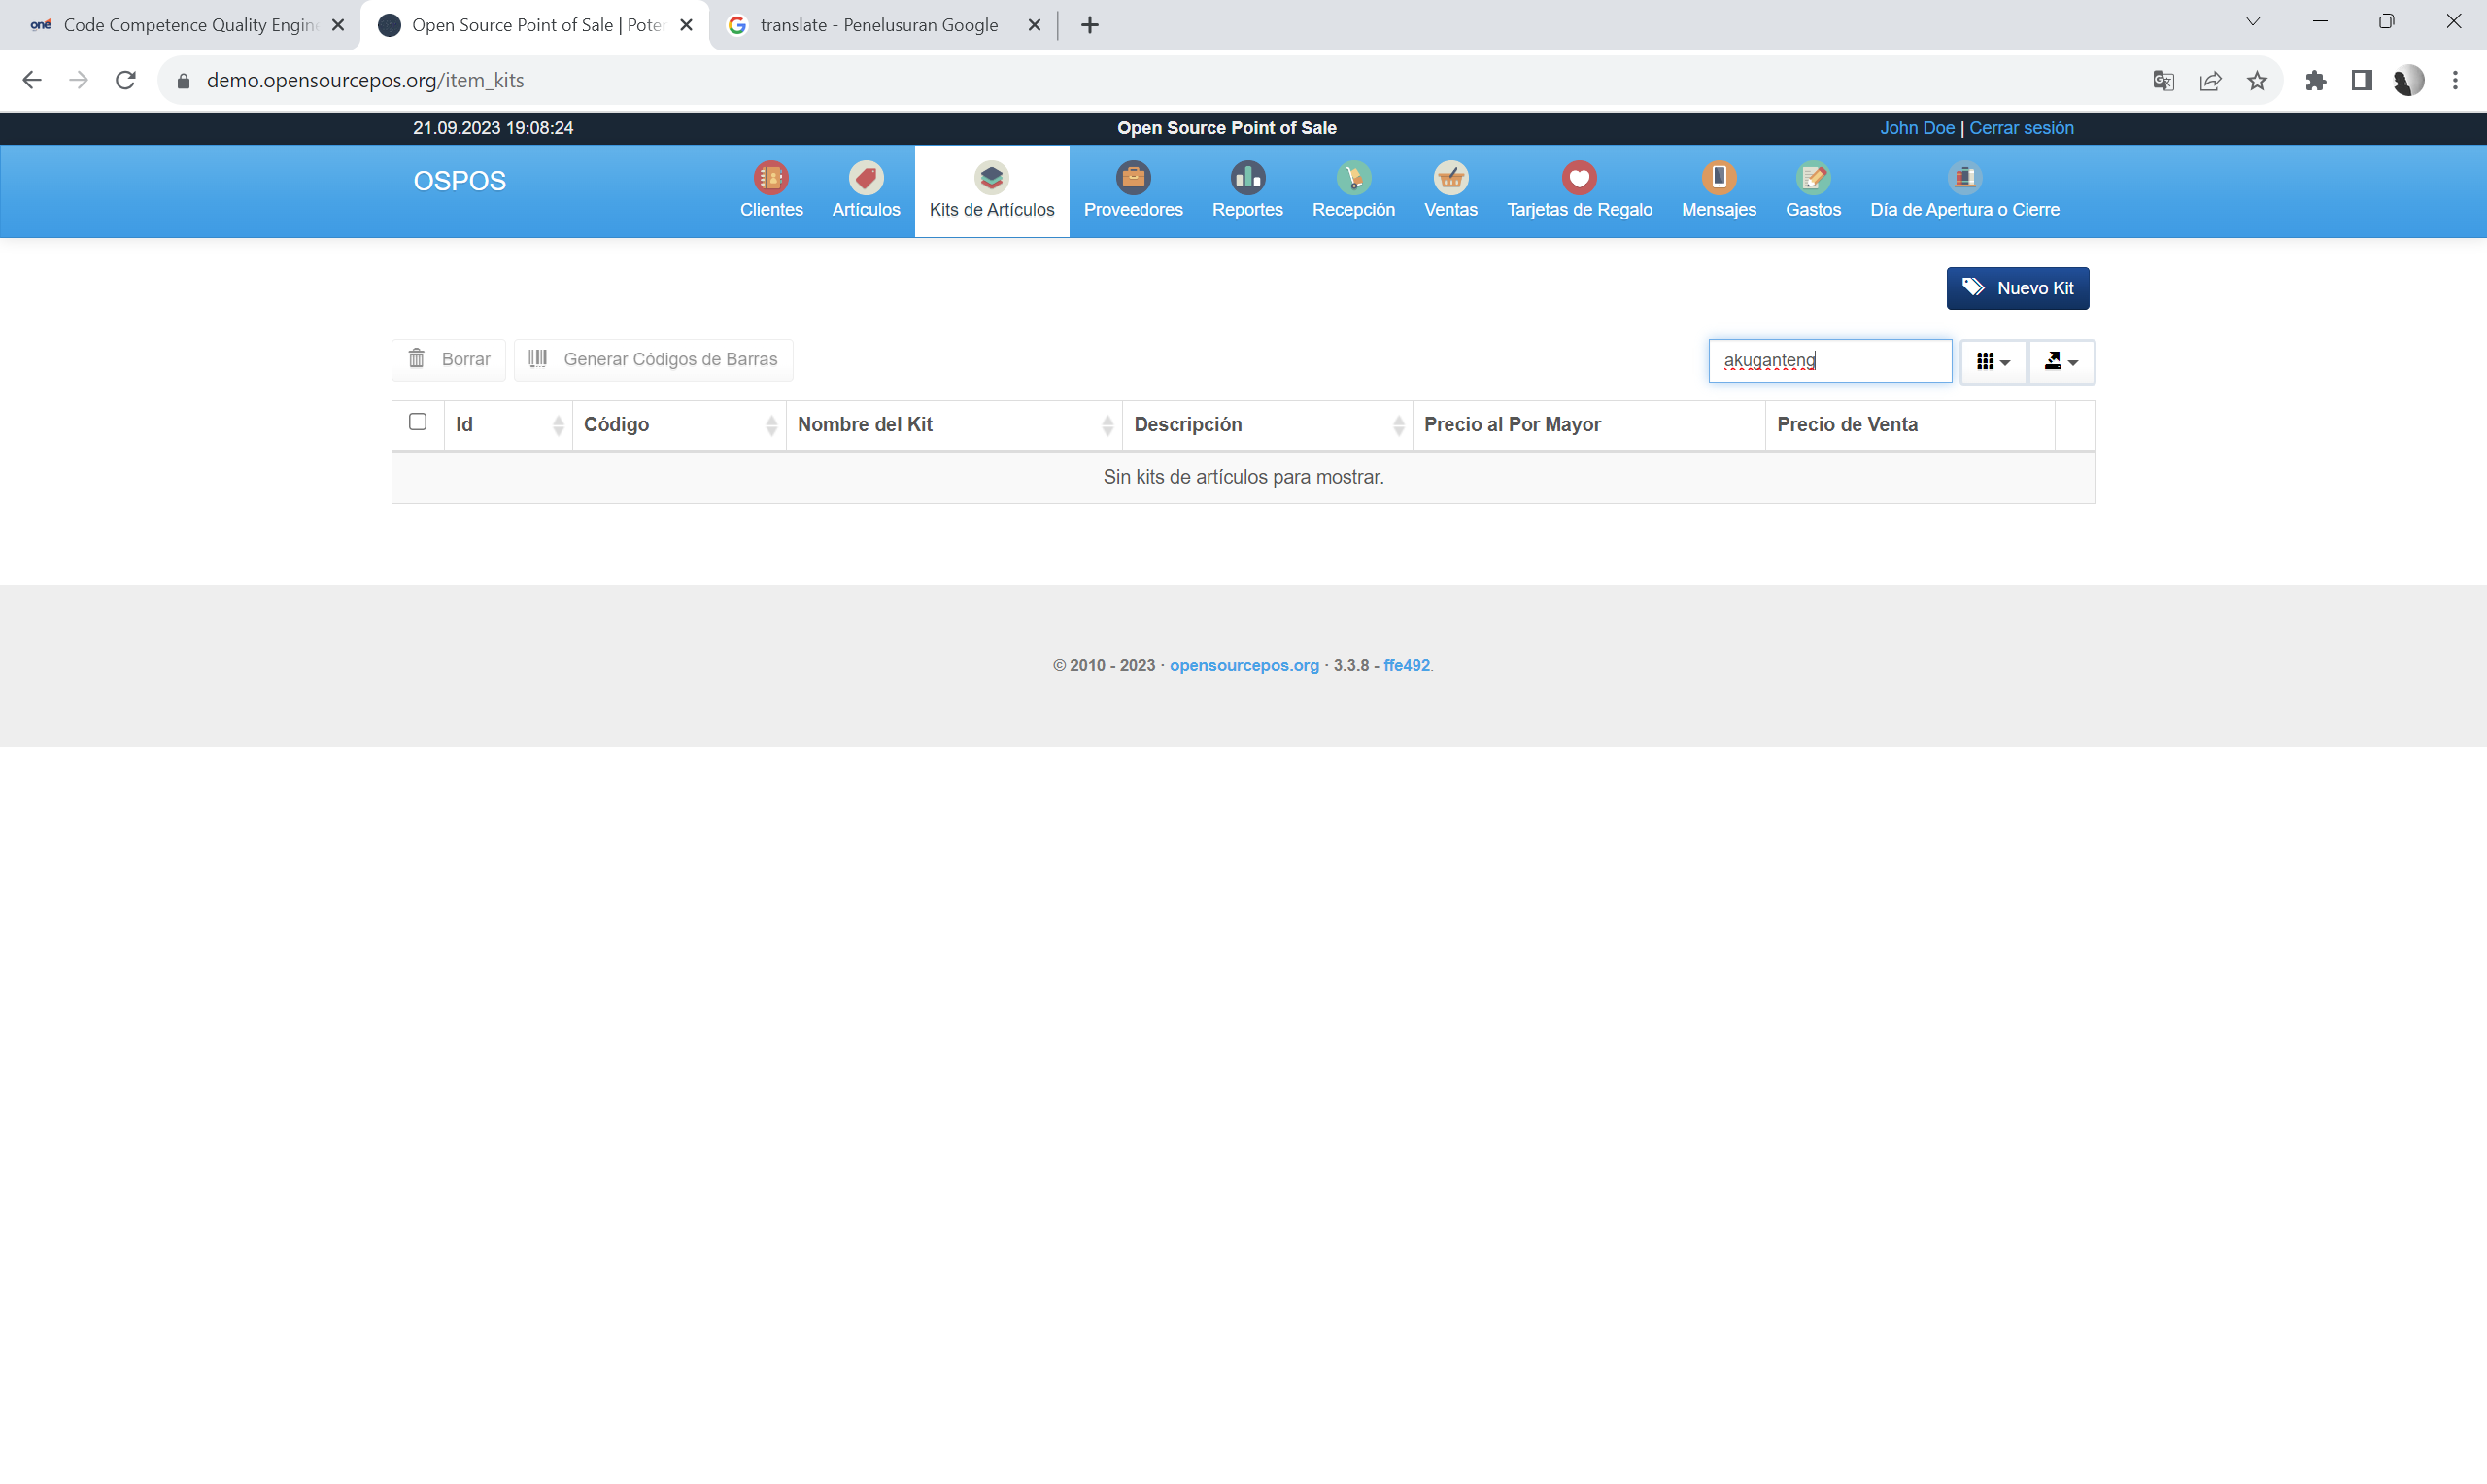 one Code Competence Quality Engine
Open Source Point of Sale | Poter
translate - Penelusuran Google
demo.opensourcepos.org/item_kits
21.09.2023 19:08:24
Open Source Point of Sale
John Doe | Cerrar sesión
OSPOS
Clientes
Artículos
Kits de Artículos
Proveedores
Reportes
Recepción
Ventas
Tarjetas de Regalo
Mensajes
Gastos
Día de Apertura o Cierre
Nuevo Kit
Borrar
Generar Códigos de Barras
akuganteng
Id
Código
Nombre del Kit
Descripción
Precio al Por Mayor
Precio de Venta
Sin kits de artículos para mostrar.
© 2010 - 2023 · opensourcepos.org · 3.3.8 - ffe492.